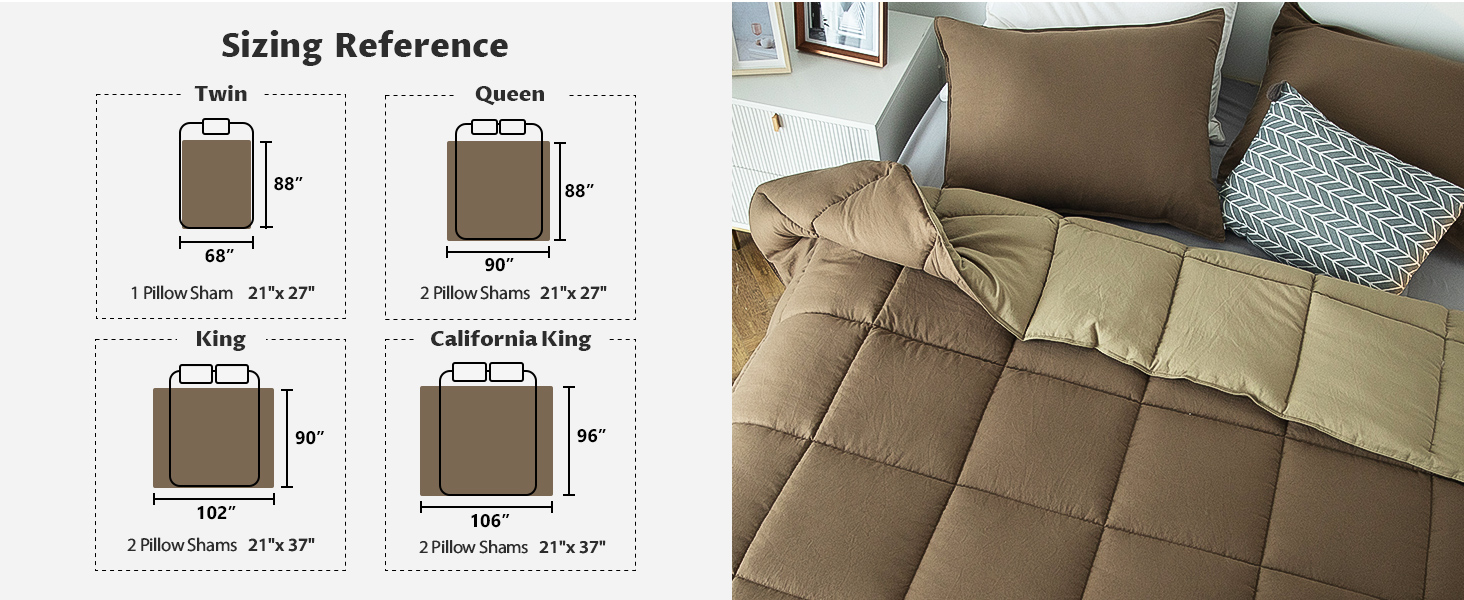 Sizing Reference
Twin
88”
68”
1 Pillow Sham 21"x 27"
Queen
88”
90”
2 Pillow Shams 21"x 27"
King
90”
102”
2 Pillow Shams 21"x 37"
California King
96”
106”
2 Pillow Shams 21"x 37"